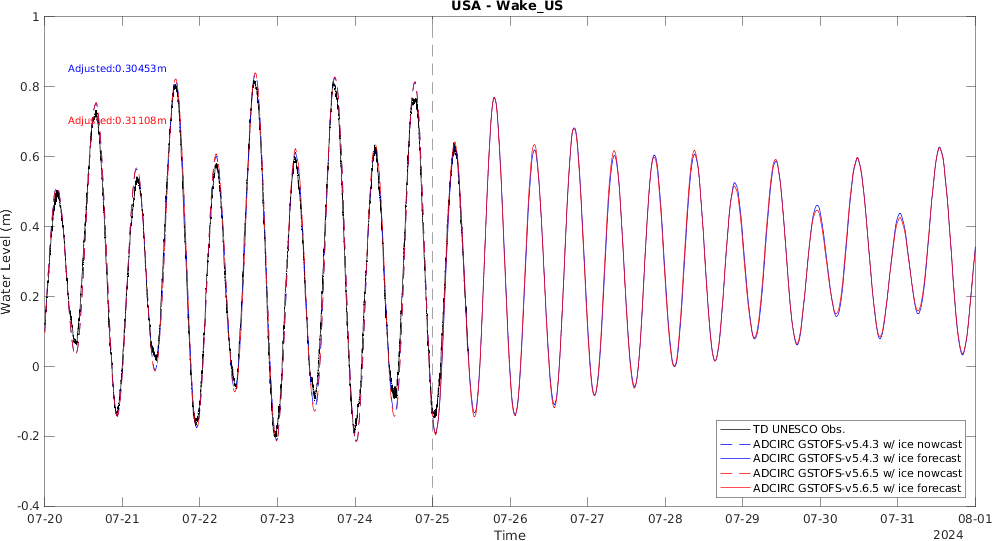 USA - Wake_US
Adjusted:0.30453m
Adjusted:0.31108m
Water Level (m)
1
0.8
0.6
0.4
0.2
0
-0.2
-0.4
TD UNESCO Obs.
ADCIRC GSTOFS-v5.4.3 w/ ice nowcast
ADCIRC GSTOFS-v5.4.3 w/ ice forecast
ADCIRC GSTOFS-v5.6.5 w/ ice nowcast
ADCIRC GSTOFS-v5.6.5 w/ ice forecast
07-20 07-21 07-22 07-23 07-24 07-25 07-26 07-27 07-28 07-29 07-30 07-31 08-01
Time
2024